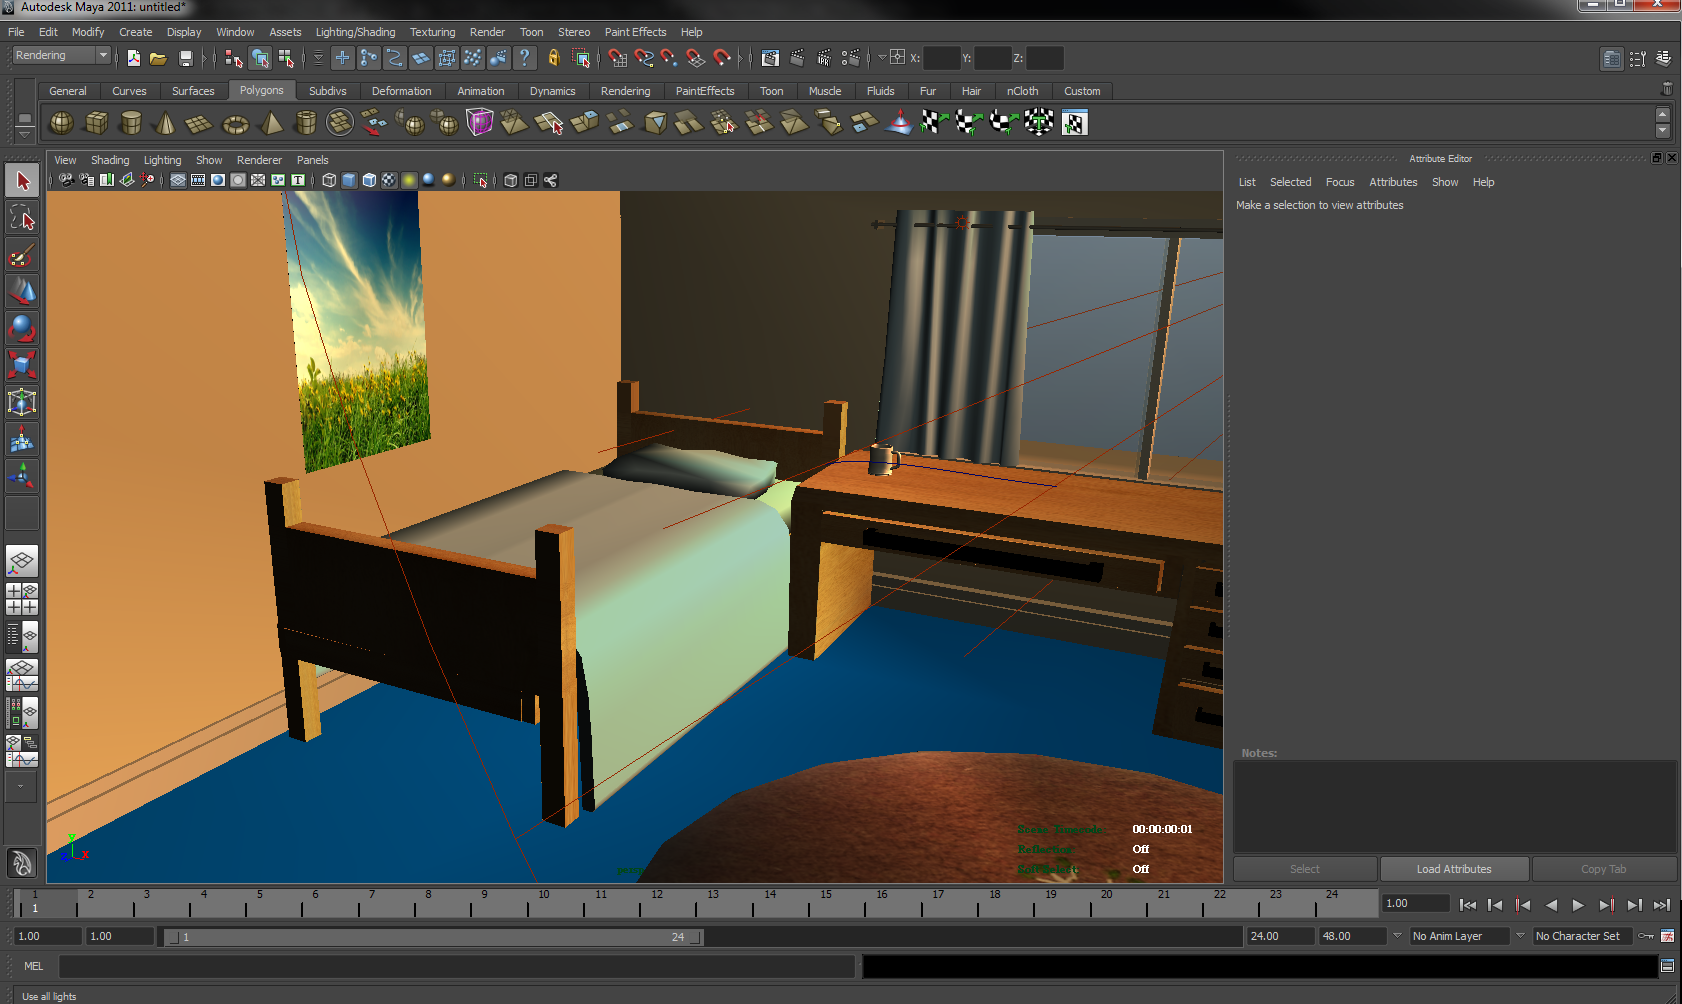 Autodesk Maya 2011: untitled*
File Edit Modify Create Display Window Assets Lighting/Shading Texturing Render Toon Stereo Paint Effects Help
Rendering X: Y: Z:
General Curves Surfaces Polygons Subdivs Deformation Animation Dynamics Rendering PaintEffects Toon Muscle Fluids Fur Hair nCloth Custom
View Shading Lighting Show Renderer Panels
Attribute Editor
List Selected Focus Attributes Show Help
Make a selection to view attributes
Notes:
00:00:00:01
Off
Off
Select Load Attributes Copy Tab
1 2 3 4 5 6 7 8 9 10 11 12 13 14 15 16 17 18 19 20 21 22 23 24
1 1.00
1.00 1.00 1 24 24.00 48.00 No Anim Layer No Character Set
MEL
Use all lights